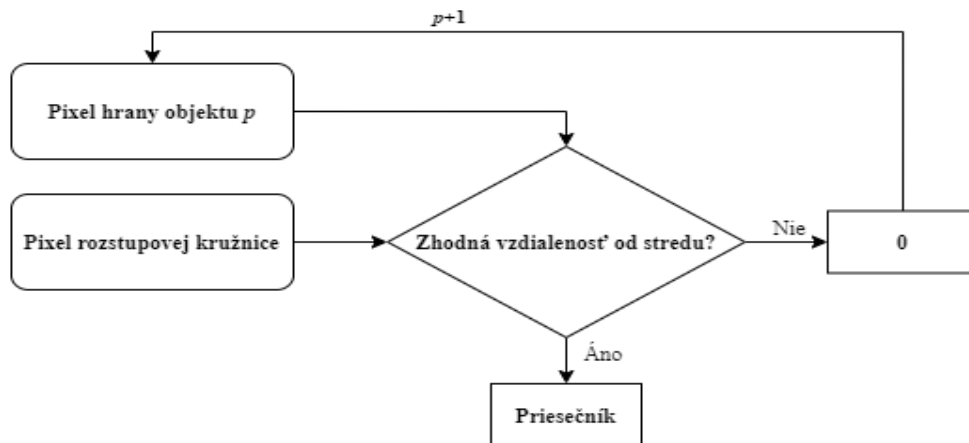 p+1
Pixel hrany objektu p
Pixel rozstupovej kružnice
Zhodná vzdialenosť od stredu?
Nie
0
Áno
Priesečník